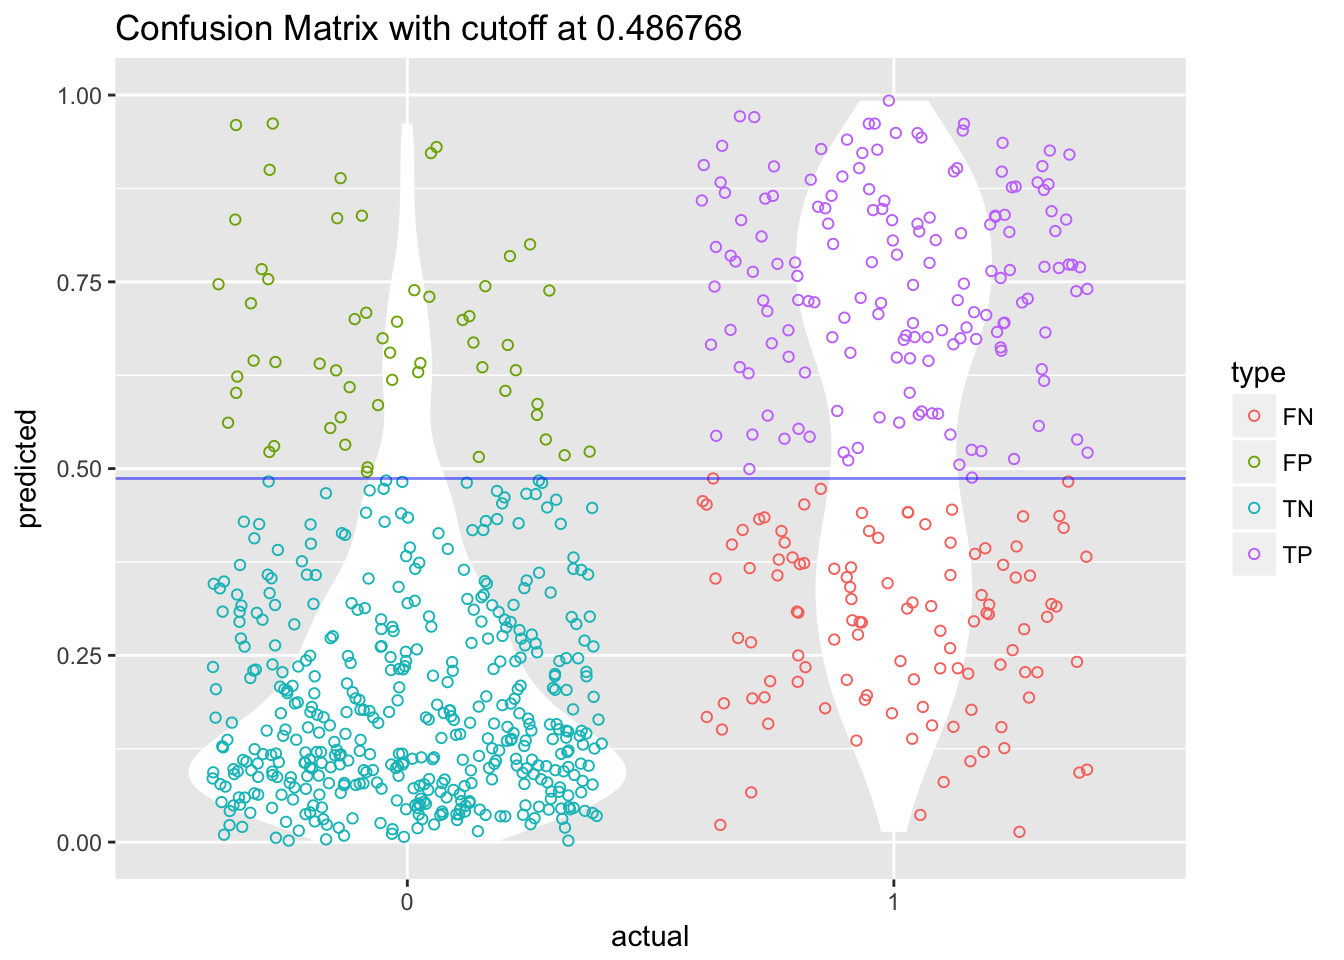 Confusion Matrix with cutoff at 0.486768
1.00
0.75
0.50
0.25
0.00
predicted
0
1
actual
type
FN
FP
TN
TP